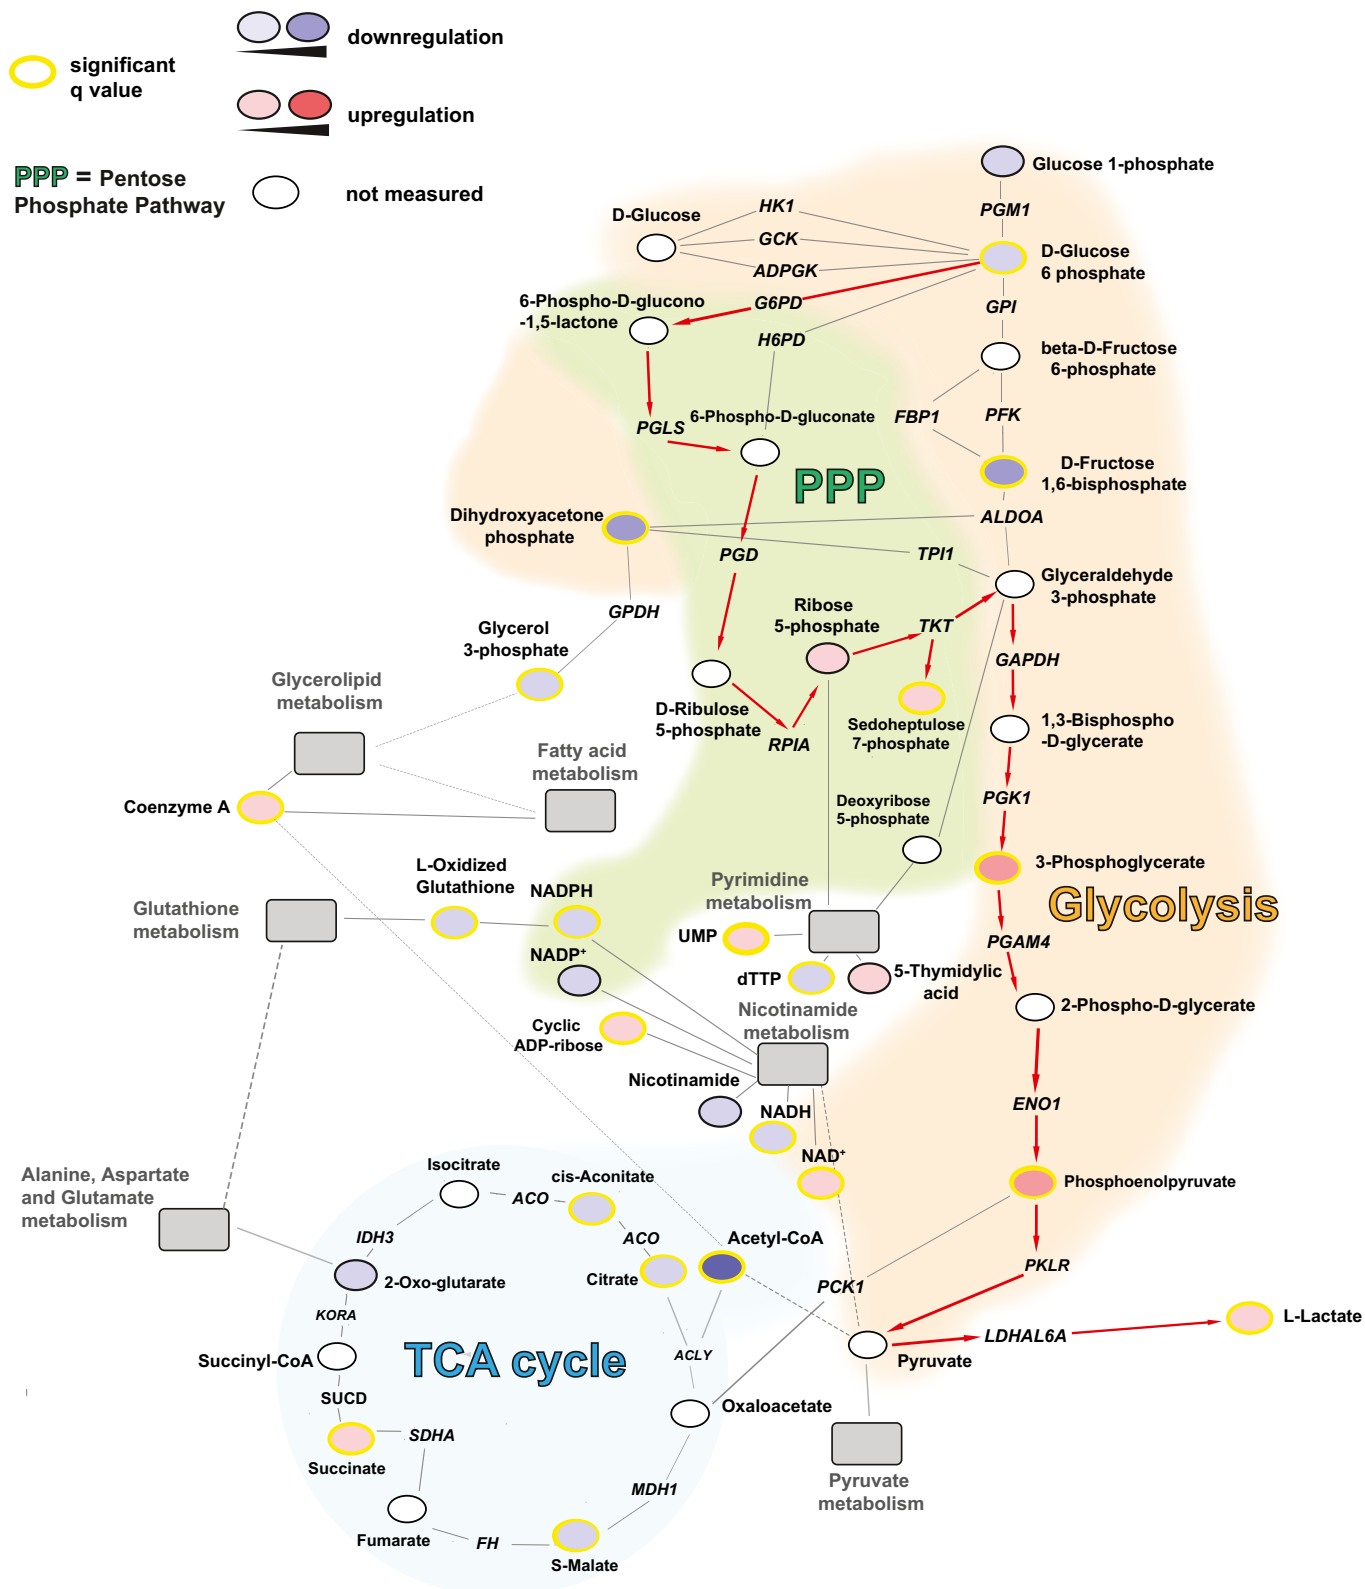 significant
q value
downregulation
upregulation
PPP = Pentose
Phosphate Pathway
not measured
Glucose 1-phosphate
PGM1
D-Glucose
HK1
GCK
ADPGK
D-Glucose
6 phosphate
6-Phospho-D-glucono
-1,5-lactone
G6PD
H6PD
GPI
beta-D-Fructose
6-phosphate
PGLS
6-Phospho-D-gluconate
FBP1
PFK
PPP
D-Fructose
1,6-bisphosphate
Dihydroxyacetone
phosphate
ALDOA
PGD
TPI1
Glyceraldehyde
3-phosphate
GPDH
Ribose
5-phosphate
TKT
Glycerol
3-phosphate
GAPDH
Glycerolipid
metabolism
D-Ribulose
5-phosphate
RPIA
Sedoheptulose
7-phosphate
1,3-Bisphospho
-D-glycerate
Fatty acid
metabolism
Coenzyme A
Deoxyribose
5-phosphate
PGK1
L-Oxidized
Glutathione
NADPH
Pyrimidine
metabolism
3-Phosphoglycerate
Glycolysis
Glutathione
metabolism
UMP
NADP+
dTTP
5-Thymidylic
acid
PGAM4
2-Phospho-D-glycerate
Cyclic
ADP-ribose
Nicotinamide
metabolism
Nicotinamide
NADH
NAD+
ENO1
Alanine, Aspartate
and Glutamate
metabolism
Isocitrate
ACO
cis-Aconitate
Phosphoenolpyruvate
IDH3
ACO
Acetyl-CoA
2-Oxo-glutarate
Citrate
PCK1
PKLR
KORA
L-Lactate
LDHAL6A
Succinyl-CoA
TCA cycle
ACLY
Pyruvate
SUCD
Oxaloacetate
SDHA
Succinate
MDH1
Pyruvate
metabolism
Fumarate
FH
S-Malate